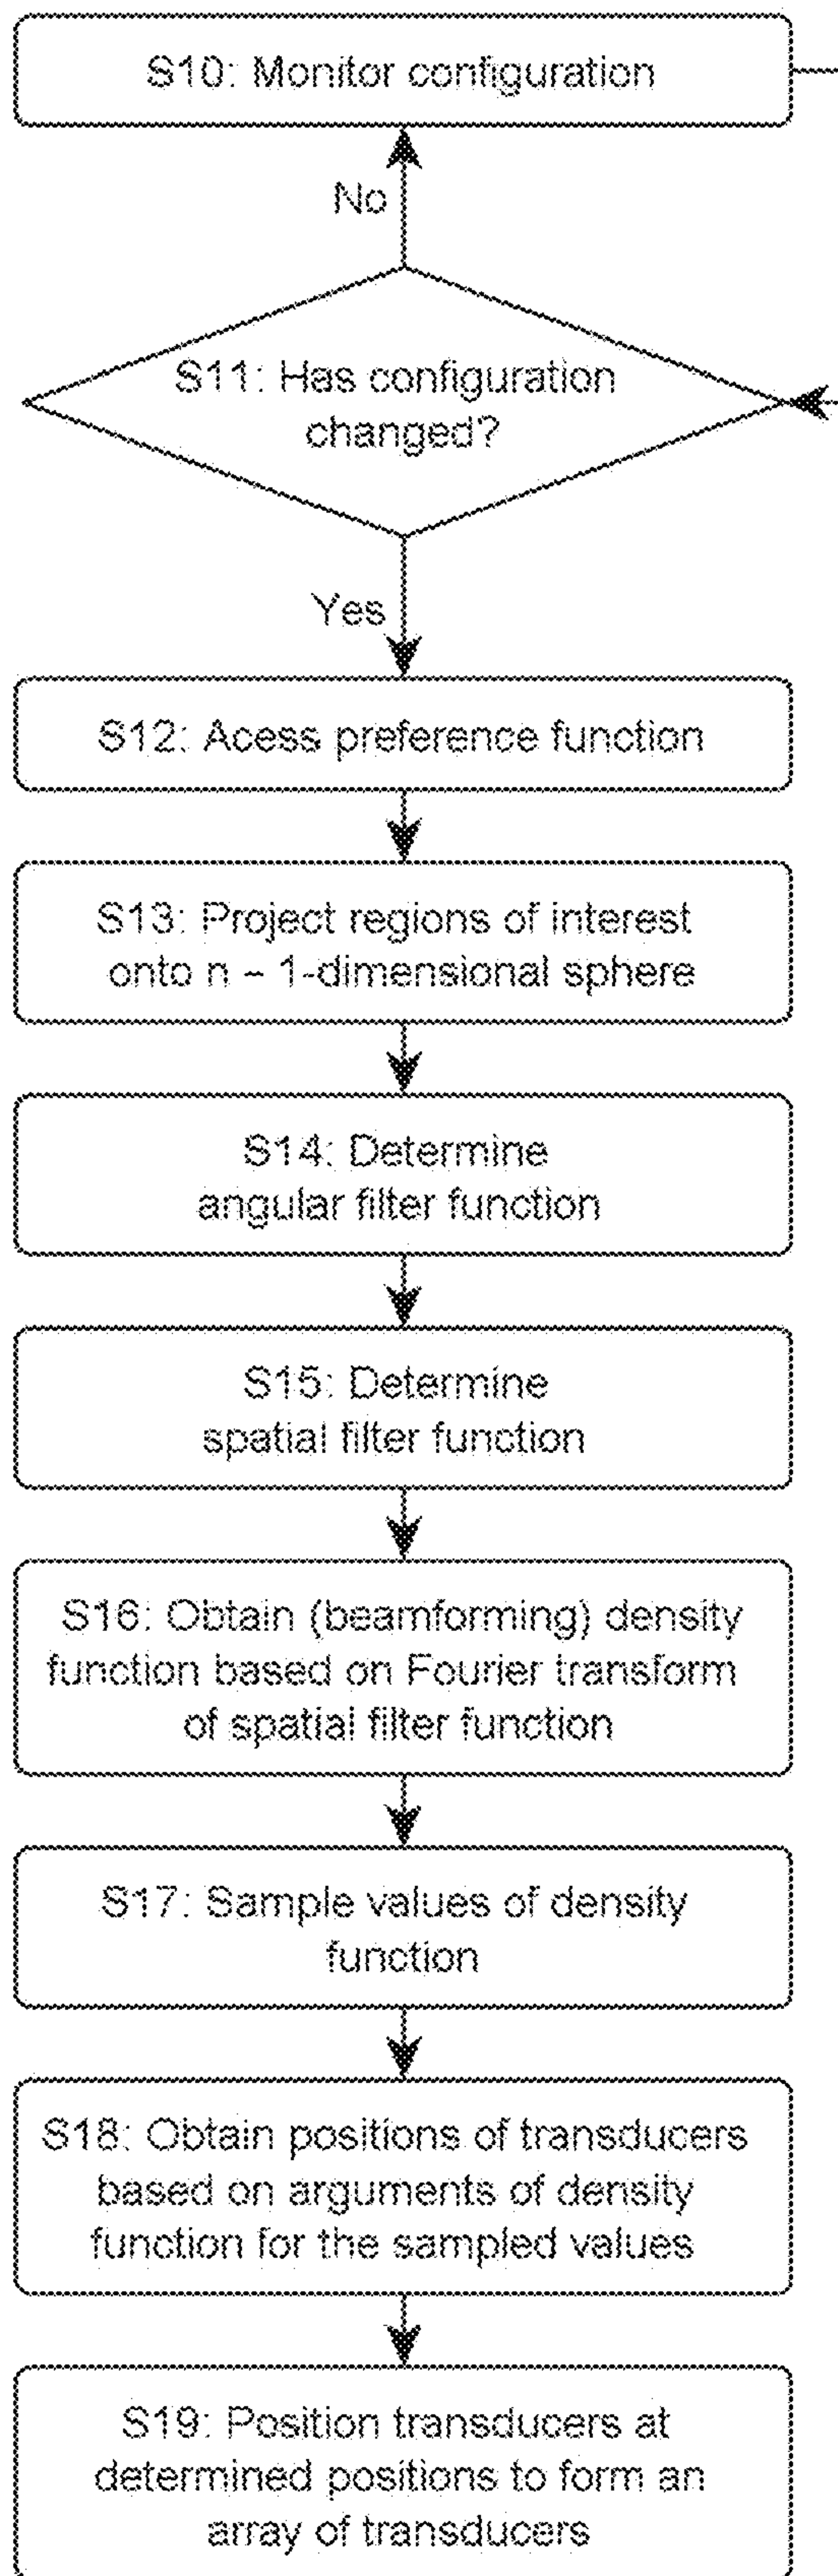 S10: Monitor configuration
No
S11: Has configuration
changed?
Yes
S12: Acess preference function
S13: Project regions of interest
onto n – 1-dimensional sphere
S14: Determine
angular filter function
S15: Determine
spatial filter function
S16: Obtain (beamforming) density
function based on Fourier transform
of spatial filter function
S17: Sample values of density
function
S18: Obtain positions of transducers
based on arguments of density
function for the sampled values
S19: Position transducers at
determined positions to form an
array of transducers